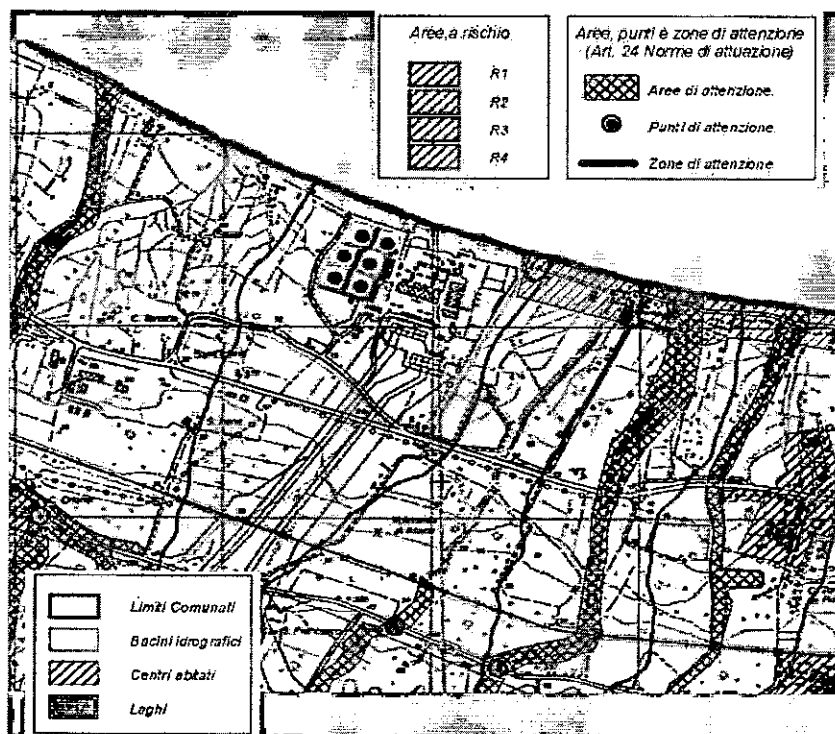 Aree a rischio
R1
R2
R3
R4
Aree, punti e zone di attenzione
(Art. 24 Norme di attuazione)
Aree di attenzione
Punti di attenzione
Zone di attenzione
Limiti Comunali
Bacini idrografici
Centri abitati
Laghi